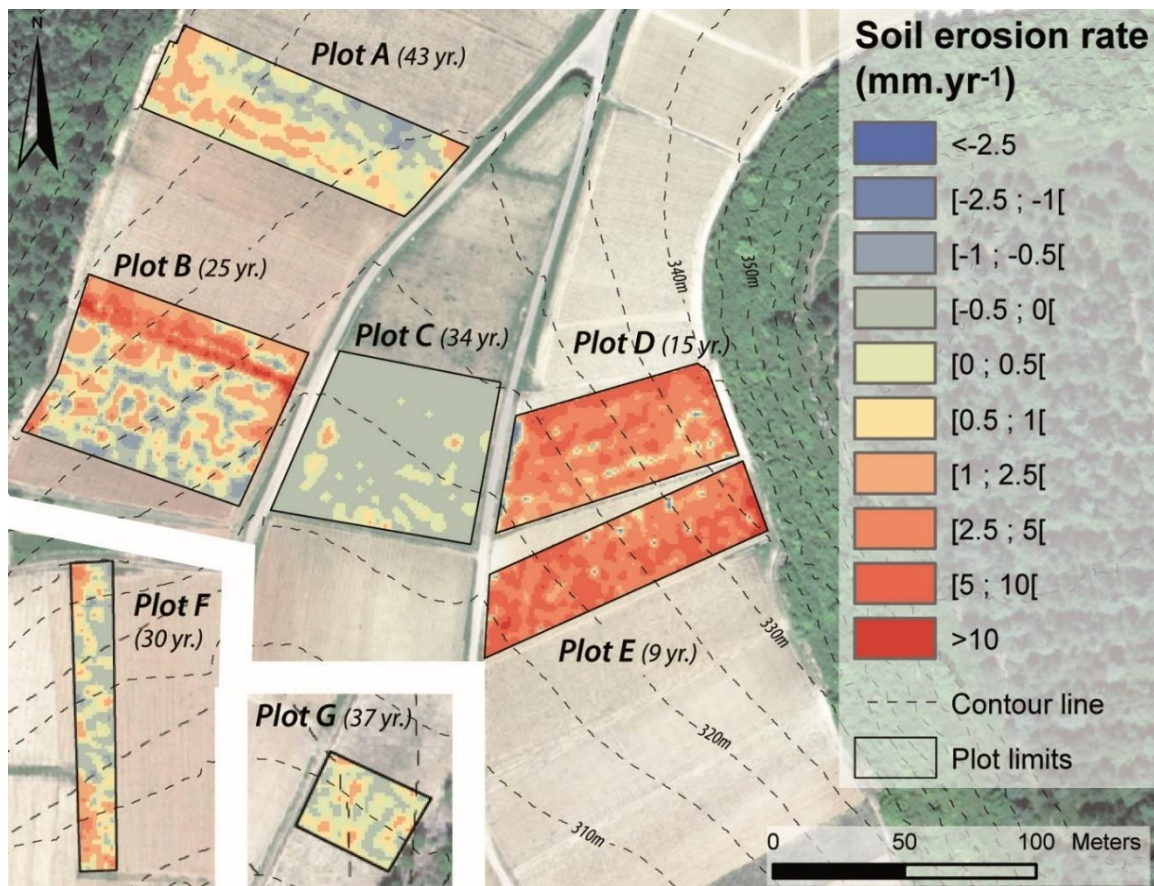 N
Plot A (43 yr.)
Plot B (25 yr.)
Plot C (34 yr.)
Plot D (15 yr.)
340m
350m
Plot E (9 yr.)
330m
320m
310m
Plot F
(30 yr.)
Plot G (37 yr.)
Soil erosion rate
(mm.yr-1)
<-2.5
[-2.5 ; -1[
[-1 ; -0.5[
[-0.5 ; 0[
[0 ; 0.5[
[0.5 ; 1[
[1 ; 2.5[
[2.5 ; 5[
[5 ; 10[
>10
Contour line
Plot limits
0 50 100 Meters